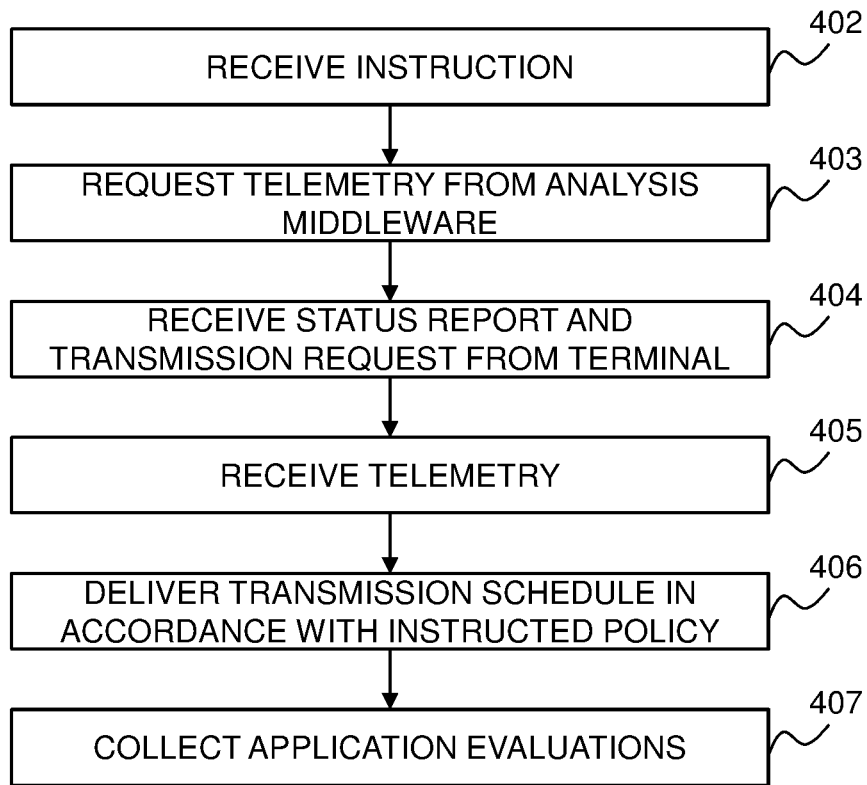 402
RECEIVE INSTRUCTION
403
REQUEST TELEMETRY FROM ANALYSIS
MIDDLEWARE
404
RECEIVE STATUS REPORT AND
TRANSMISSION REQUEST FROM TERMINAL
405
RECEIVE TELEMETRY
406
DELIVER TRANSMISSION SCHEDULE IN
ACCORDANCE WITH INSTRUCTED POLICY
407
COLLECT APPLICATION EVALUATIONS